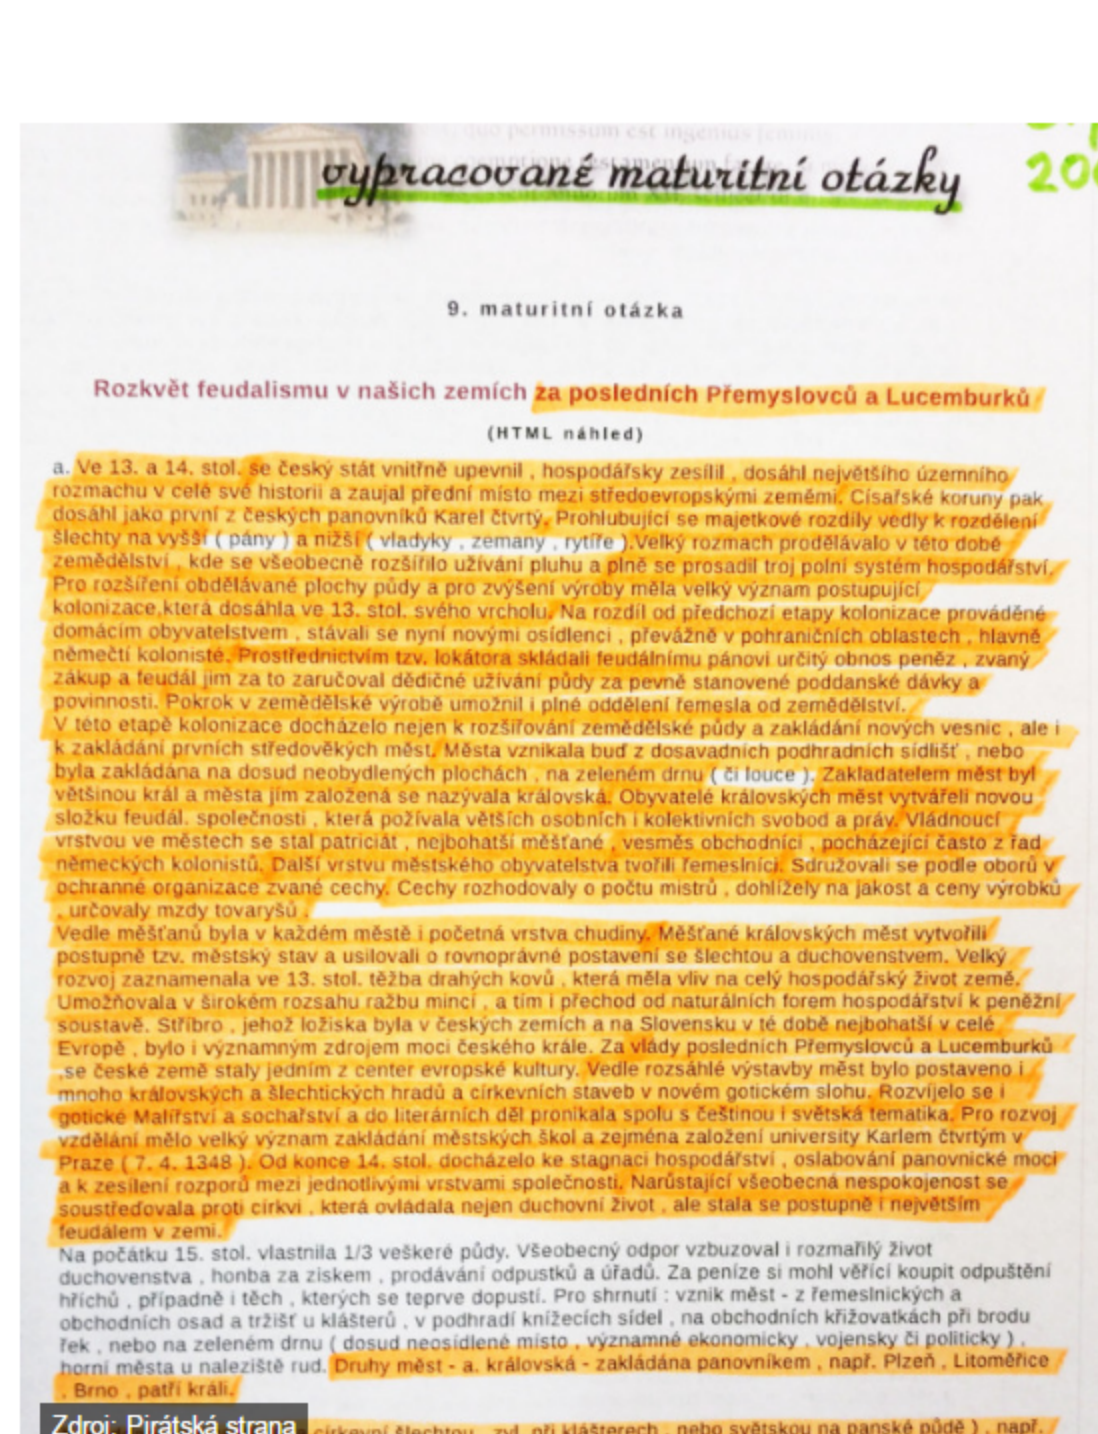 vypracované maturitní otázky
9. maturitní otázka
Rozkvět feudalismu v našich zemích za posledních Přemyslovců a Lucemburků
(HTML náhled)
a. Ve 13. a 14. stol. se český stát vnitřně upevnil , hospodářsky zesílil , dosáhl největšího územního
rozmachu v celé své historii a zaujal přední místo mezi středoevropskými zeměmi. Císařské koruny pak
dosáhl jako první z českých panovníků Karel čtvrtý. Prohlubující se majetkové rozdíly vedly k rozdělení
šlechty na vyšší ( pány ) a nižší ( vladyky , zemany , rytíře ).Velký rozmach prodělávalo v této době
zemědělství , kde se všeobecně rozšířilo užívání pluhu a plně se prosadil troj polní systém hospodářství.
Pro rozšíření obdělávané plochy půdy a pro zvýšení výroby měla velký význam postupující
kolonizace,která dosáhla ve 13. stol. svého vrcholu. Na rozdíl od předchozí etapy kolonizace prováděné
domácím obyvatelstvem , stávali se nyní novými osídlenci , převážně v pohraničních oblastech , hlavně
němečtí kolonisté. Prostřednictvím tzv. lokátora skládali feudálnímu pánovi určitý obnos peněz , zvaný
zákup a feudál jim za to zaručoval dědičné užívání půdy za pevně stanovené poddanské dávky a
povinnosti. Pokrok v zemědělské výrobě umožnil i plné oddělení řemesla od zemědělství.
V této etapě kolonizace docházelo nejen k rozšiřování zemědělské půdy a zakládání nových vesnic , ale i
k zakládání prvních středověkých měst. Města vznikala buď z dosavadních podhradních sídlišť , nebo
byla zakládána na dosud neobydlených plochách , na zeleném drnu ( či louce ). Zakladatelem měst byl
většinou král a města jím založená se nazývala královská. Obyvatelé královských měst vytvářeli novou
složku feudál. společnosti , která požívala větších osobních i kolektivních svobod a práv. Vládnoucí
vrstvou ve městech se stal patriciát , nejbohatší měšťané , vesměs obchodníci , pocházející často z řad
německých kolonistů. Další vrstvu městského obyvatelstva tvořili řemeslníci. Sdružovali se podle oborů v
ochranné organizace zvané cechy. Cechy rozhodovaly o počtu mistrů , dohlížely na jakost a ceny výrobků
, určovaly mzdy tovaryšů .
Vedle měšťanů byla v každém městě i početná vrstva chudiny. Měšťané královských měst vytvořili
postupně tzv. městský stav a usilovali o rovnoprávné postavení se šlechtou a duchovenstvem. Velký
rozvoj zaznamenala ve 13. stol. těžba drahých kovů , která měla vliv na celý hospodářský život země.
Umožňovala v širokém rozsahu ražbu mincí , a tím i přechod od naturálních forem hospodářství k peněžní
soustavě. Stříbro , jehož ložiska byla v českých zemích a na Slovensku v té době nejbohatší v celé
Evropě , bylo i významným zdrojem moci českého krále. Za vlády posledních Přemyslovců a Lucemburků
,se české země staly jedním z center evropské kultury. Vedle rozsáhlé výstavby měst bylo postaveno i
mnoho královských a šlechtických hradů a církevních staveb v novém gotickém slohu. Rozvíjelo se i
gotické Malířství a sochařství a do literárních děl pronikala spolu s češtinou i světská tematika. Pro rozvoj
vzdělání mělo velký význam zakládání městských škol a zejména založení university Karlem čtvrtým v
Praze ( 7. 4. 1348 ). Od konce 14. stol. docházelo ke stagnaci hospodářství , oslabování panovnické moci
a k zesílení rozporů mezi jednotlivými vrstvami společnosti. Narůstající všeobecná nespokojenost se
soustřeďovala proti církvi , která ovládala nejen duchovní život , ale stala se postupně i největším
feudálem v zemi.
Na počátku 15. stol. vlastnila 1/3 veškeré půdy. Všeobecný odpor vzbuzoval i rozmařilý život
duchovenstva , honba za ziskem , prodávání odpustků a úřadů. Za peníze si mohl věřící koupit odpuštění
hříchů , případně i těch , kterých se teprve dopustí. Pro shrnutí : vznik měst - z řemeslnických a
obchodních osad a tržišť u klášterů , v podhradí knížecích sídel , na obchodních křižovatkách při brodu
řek , nebo na zeleném drnu ( dosud neosídlené místo , významné ekonomicky , vojensky či politicky ) ,
horní města u naleziště rud. Druhy měst - a. královská - zakládána panovníkem , např. Plzeň , Litoměřice
, Brno , patří králi.
církevní šlechtou , zvl. při klášterech , nebo světskou na panské půdě ) , např.
Zdroj: Pirátská strana